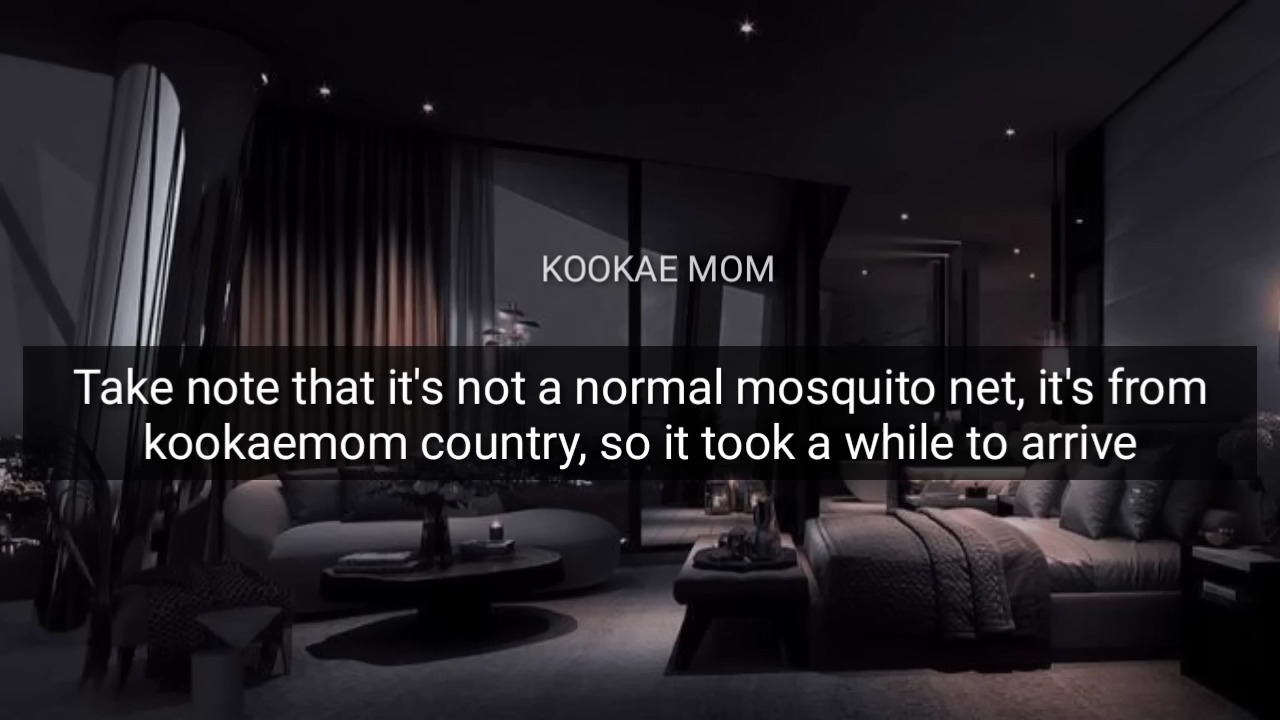 KOOKAE MOM
Take note that it's not a normal mosquito net, it's from
kookaemom country, so it took a while to arrive